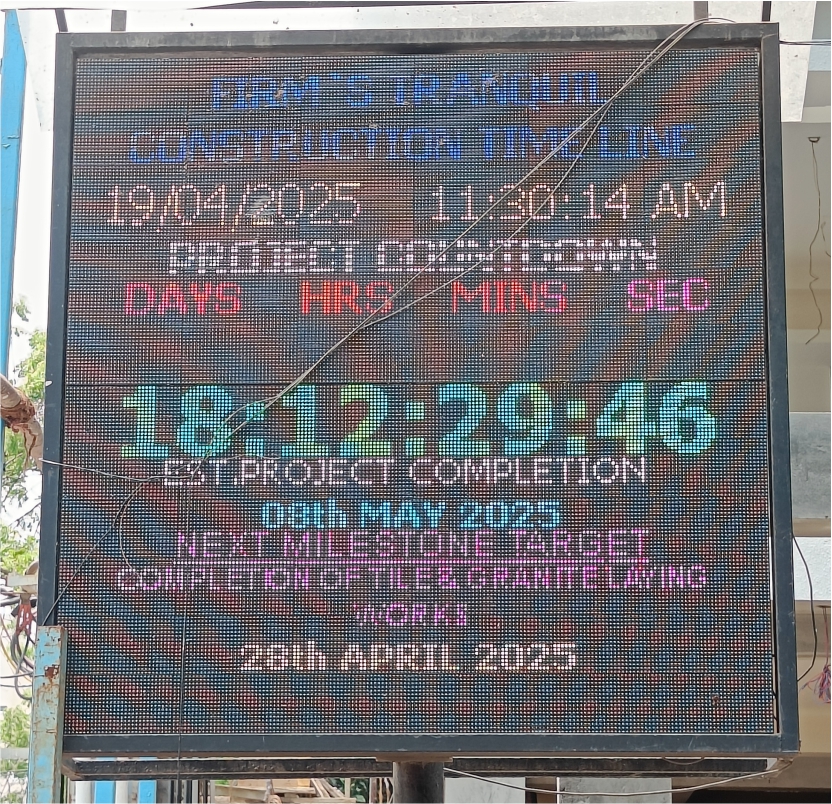 FIRM'S TRANQUIL
CONSTRUCTION TIME LINE
19/04/2025 11:30:14 AM
PROJECT COUNTDOWN
DAYS HRS MINS SEC
18:12:29:46
EST.PROJECT COMPLETION
08th MAY 2025
NEXT MILESTONE TARGET
COMPLETION OF TILE & GRANITE LAYING
WORKS
28th APRIL 2025